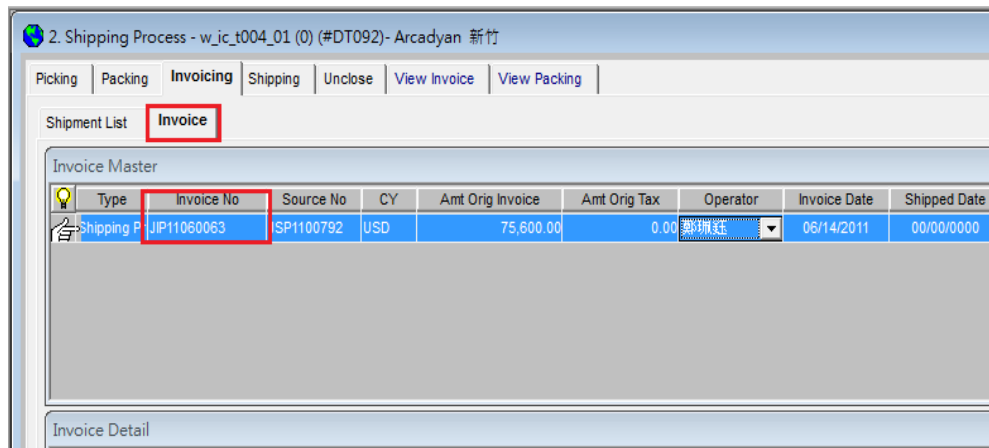 2. Shipping Process - w_ic_t004_01 (0) (#DT092)- Arcadyan 新竹
Picking Packing Invoicing Shipping Unclose View Invoice View Packing
Shipment List Invoice
Invoice Master
Type Invoice No Source No CY Amt Orig Invoice Amt Orig Tax Operator Invoice Date Shipped Date
Shipping P JIP11060063 ISP1100792 USD 75,600.00 0.00 鄭珮鈺 06/14/2011 00/00/0000
Invoice Detail